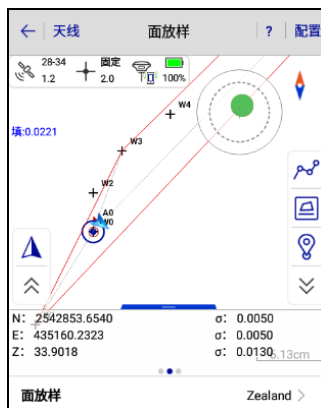 ← 天线 面放样 ? 配置
28-34 固定
1.2 2.0 100%
W4
填:0.0221
W3
W2
A0
W0
N: 2542853.6540 σ: 0.0050
E: 435160.2323 σ: 0.0050
Z: 33.9018 σ: 0.0130
6.13cm
面放样 Zealand >